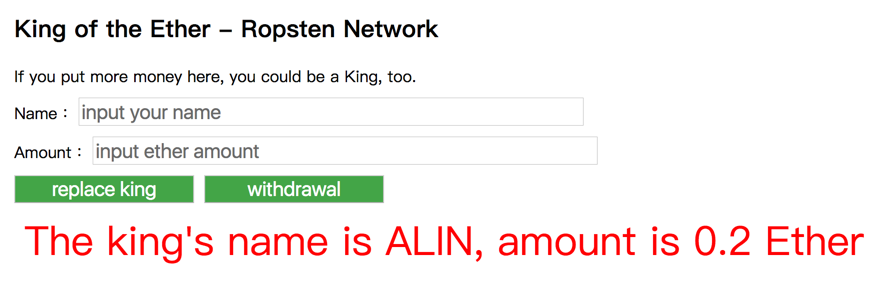 King of the Ether – Ropsten Network
If you put more money here, you could be a King, too.
Name： input your name
Amount： input ether amount
replace king withdrawal
The king's name is ALIN, amount is 0.2 Ether